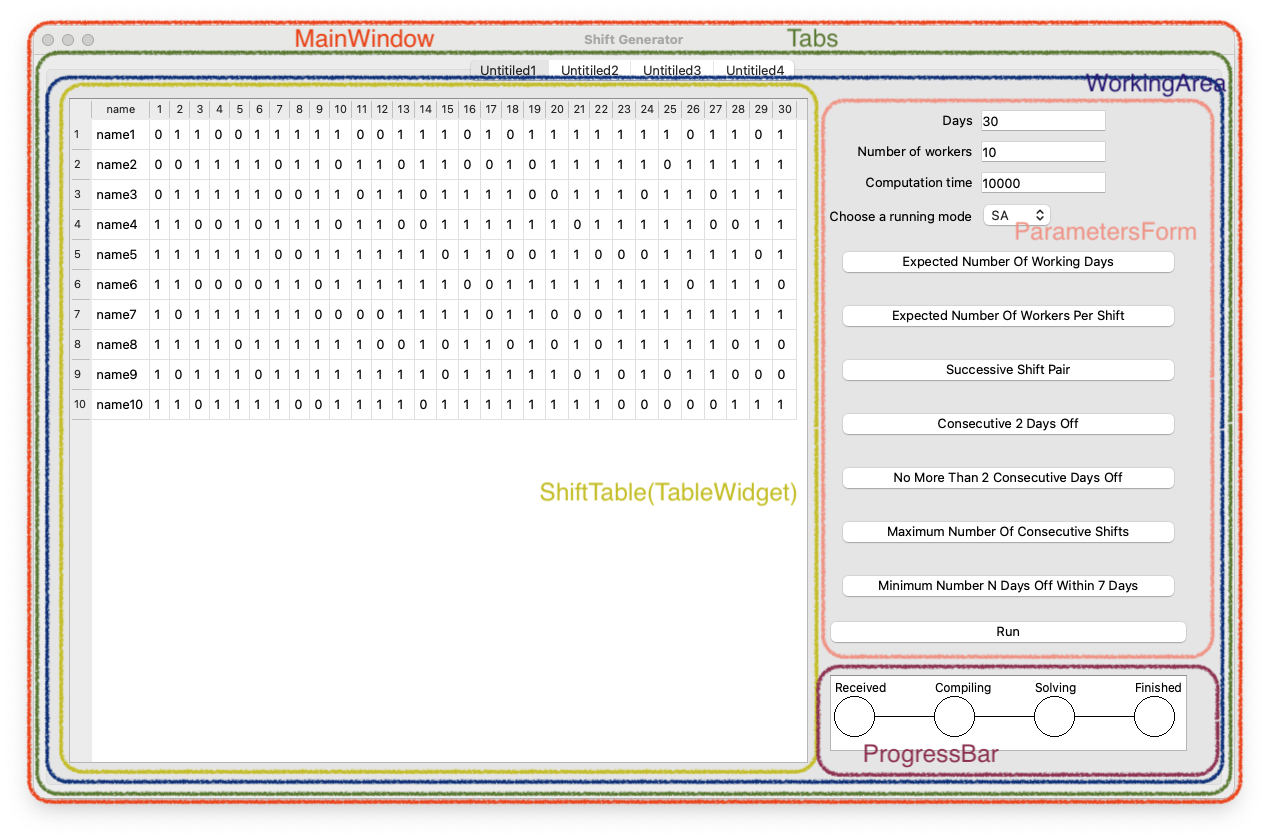 MainWindow
Shift Generator
Tabs
Untitiled1 Untitiled2 Untitiled3 Untitiled4
WorkingArea
name 1 2 3 4 5 6 7 8 9 10 11 12 13 14 15 16 17 18 19 20 21 22 23 24 25 26 27 28 29 30
1 name1 0 1 1 0 0 1 1 1 1 1 0 0 1 1 1 0 1 0 1 1 1 1 1 1 1 0 1 1 0 1
2 name2 0 0 1 1 1 1 0 1 1 0 1 1 0 1 1 0 0 1 0 1 1 1 1 1 0 1 1 1 1 1
3 name3 0 1 1 1 1 1 0 0 1 1 0 1 1 0 1 1 1 1 0 0 1 1 1 0 1 1 0 1 1 1
4 name4 1 1 0 0 1 0 1 1 1 0 1 1 0 0 1 1 1 1 1 1 0 1 1 1 1 1 0 0 1 1
5 name5 1 1 1 1 1 1 0 0 1 1 1 1 1 1 0 1 1 0 0 1 1 0 0 0 1 1 1 1 0 1
6 name6 1 1 0 0 0 0 1 1 0 1 1 1 1 1 1 0 0 1 1 1 1 1 1 1 1 0 1 1 1 0
7 name7 1 0 1 1 1 1 1 0 0 0 0 1 1 1 1 1 0 1 1 0 0 0 1 1 1 1 1 1 1 1
8 name8 1 1 1 1 0 1 1 1 1 1 1 0 0 1 0 1 1 0 1 0 1 0 1 1 1 1 1 0 1 0
9 name9 1 0 1 1 1 0 1 1 1 1 1 1 1 1 0 1 1 1 1 1 0 1 0 1 0 1 1 0 0 0
10 name10 1 1 0 1 1 1 1 0 0 1 1 1 1 0 1 1 1 1 1 1 1 1 0 0 0 0 0 1 1 1
ShiftTable(TableWidget)
Days 30
Number of workers 10
Computation time 10000
Choose a running mode SA
ParametersForm
Expected Number Of Working Days
Expected Number Of Workers Per Shift
Successive Shift Pair
Consecutive 2 Days Off
No More Than 2 Consecutive Days Off
Maximum Number Of Consecutive Shifts
Minimum Number N Days Off Within 7 Days
Run
Received Compiling Solving Finished
ProgressBar